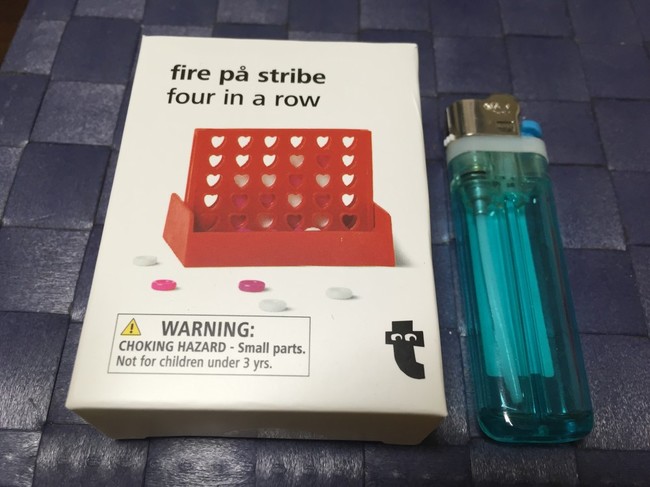 fire på stribe
four in a row
WARNING:
CHOKING HAZARD - Small parts.
Not for children under 3 yrs.
t